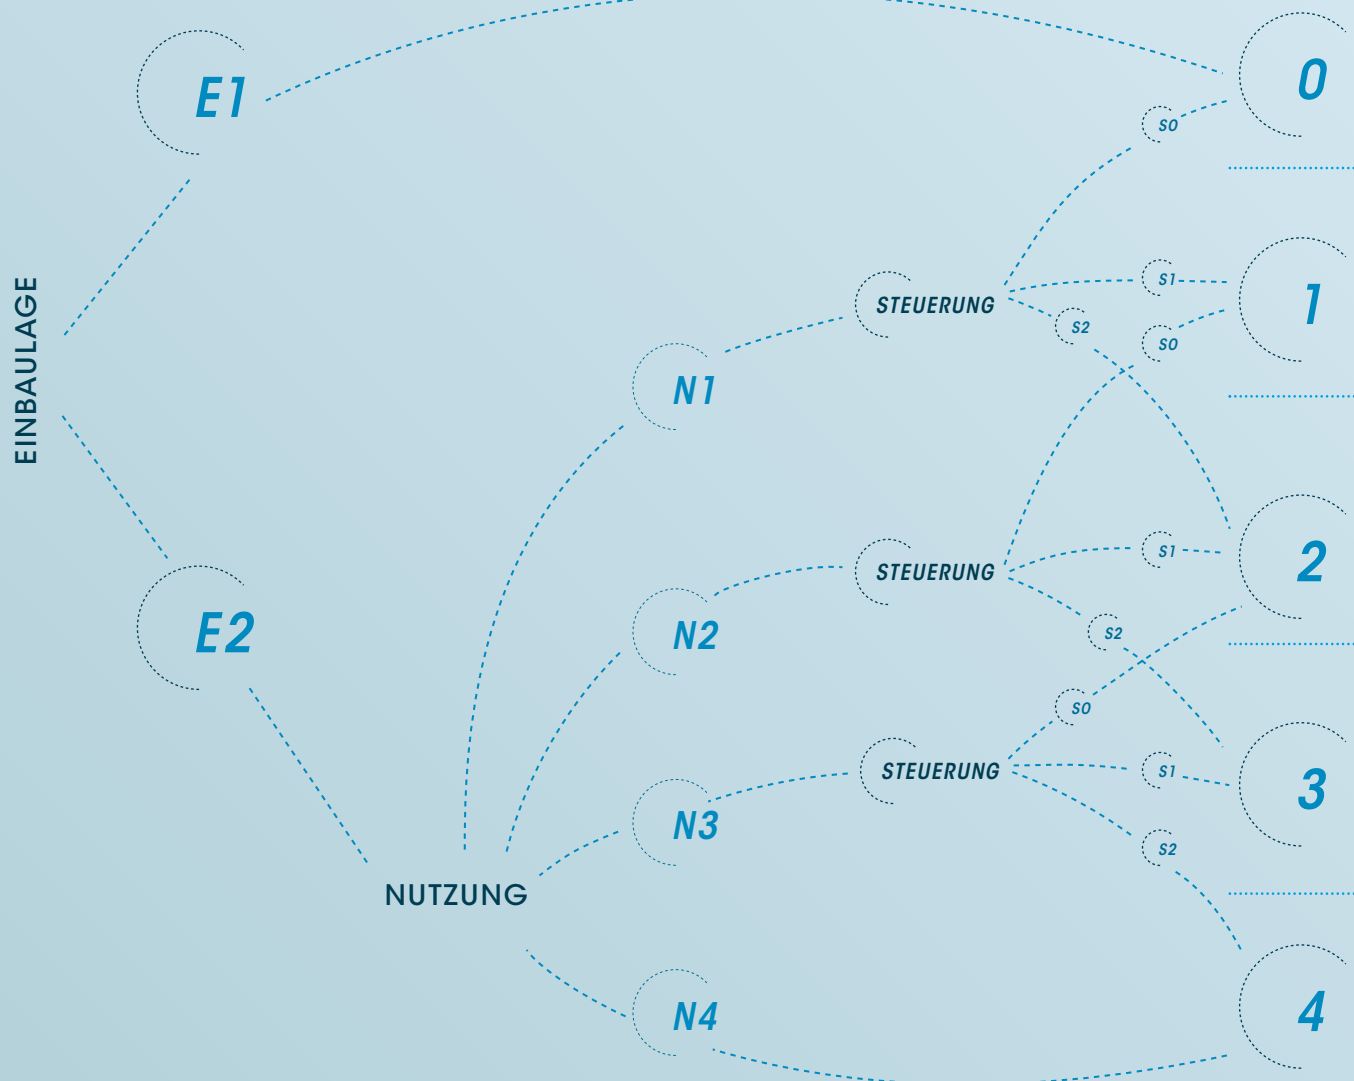 EINBAULAGE
E1
E2
NUTZUNG
N1
N2
N3
N4
STEUERUNG
STEUERUNG
STEUERUNG
S0
S1
S2
S0
S1
S2
S0
S1
S2
0
1
2
3
4